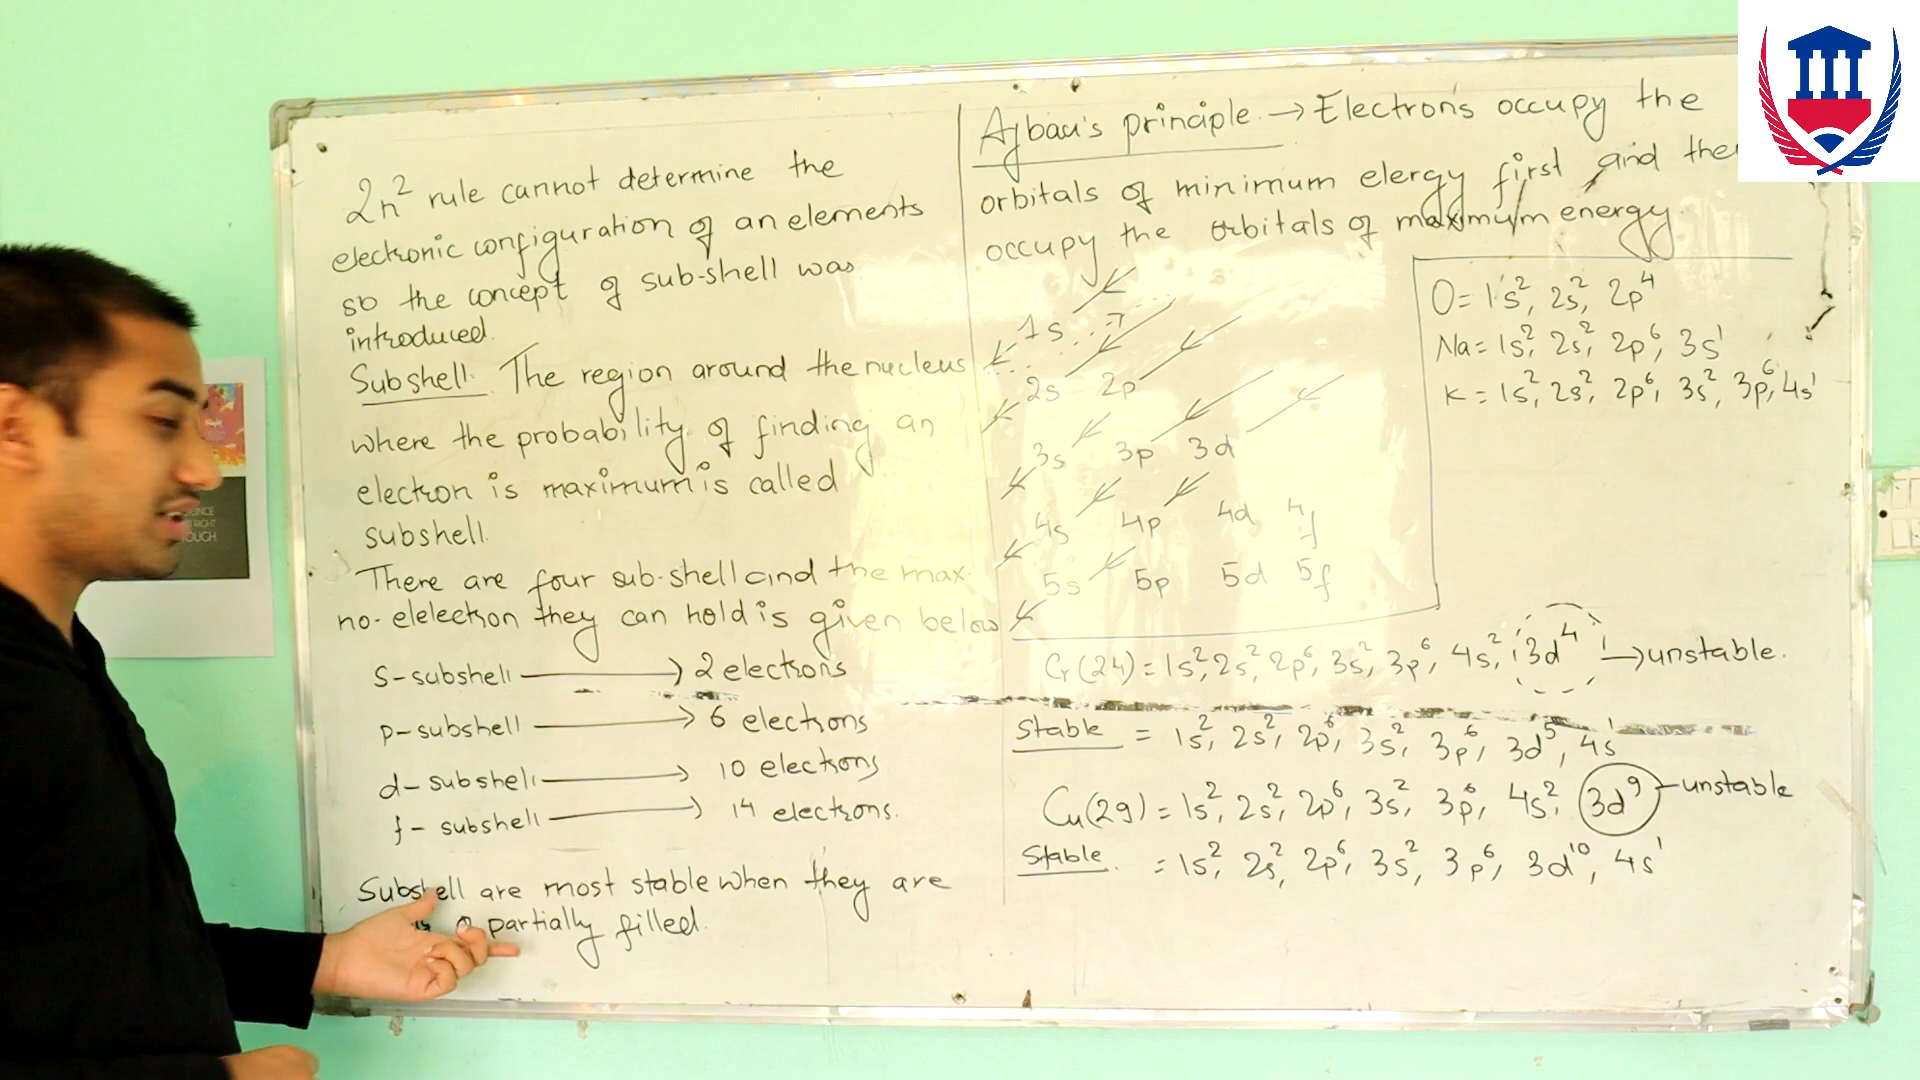 2n² rule cannot determine the
electronic configuration of an elements
so the concept of sub-shell was
introduced.
Subshell: The region around the nucleus
where the probability of finding an
electron is maximum is called
subshell.
There are four sub-shell and the max.
no. elelectron they can hold is given below
S-subshell → 2 electrons
p-subshell → 6 electrons
d-subshell → 10 electrons
f-subshell → 14 electrons.
Subshell are most stable when they are
partially filled.
Ajbau's principle → Electrons occupy the
orbitals of minimum elergy first and
occupy the orbitals of maximum energy.
1s
2s 2p
3s 3p 3d
4s 4p 4d 4f
5s 5p 5d 5f
O = 1s², 2s², 2p⁴
Na = 1s², 2s², 2p⁶, 3s¹
K = 1s², 2s², 2p⁶, 3s², 3p⁶, 4s¹
Cr(24) = 1s², 2s², 2p⁶, 3s², 3p⁶, 4s², 3d⁴ → unstable.
Stable = 1s², 2s², 2p⁶, 3s², 3p⁶, 3d⁵, 4s¹
Cu(29) = 1s², 2s², 2p⁶, 3s², 3p⁶, 4s², 3d⁹ - unstable
Stable = 1s², 2s², 2p⁶, 3s², 3p⁶, 3d¹⁰, 4s¹